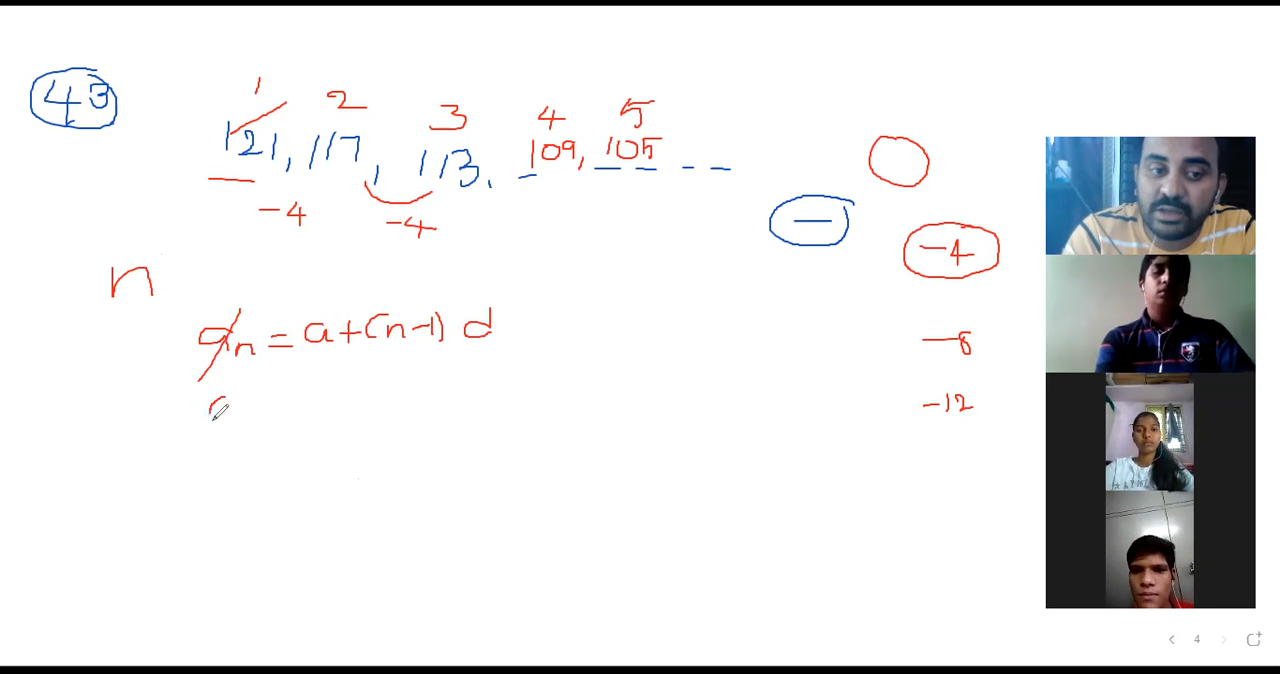 43
1 2 3 4 5
121, 117, 113, 109, 105 - -
-4 -4
-
-4
n
an = a+(n-1) d
-8
-12
4